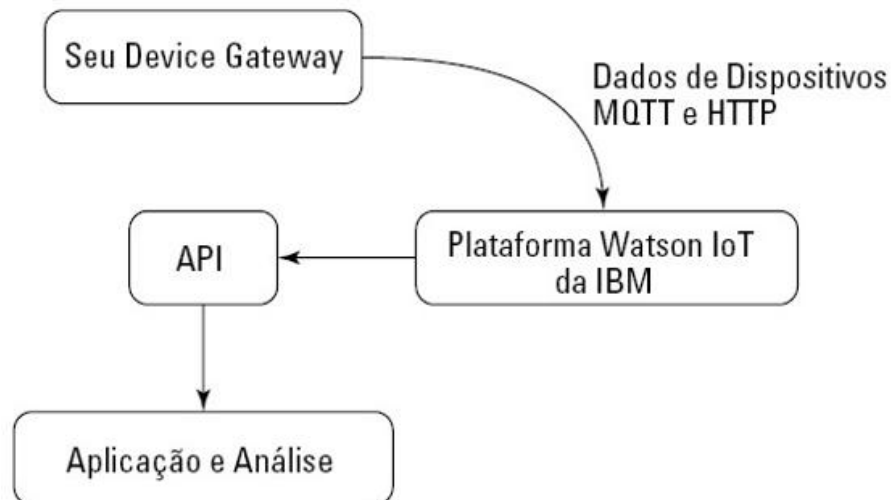 Seu Device Gateway
Dados de Dispositivos
MQTT e HTTP
Plataforma Watson IoT
da IBM
API
Aplicação e Análise